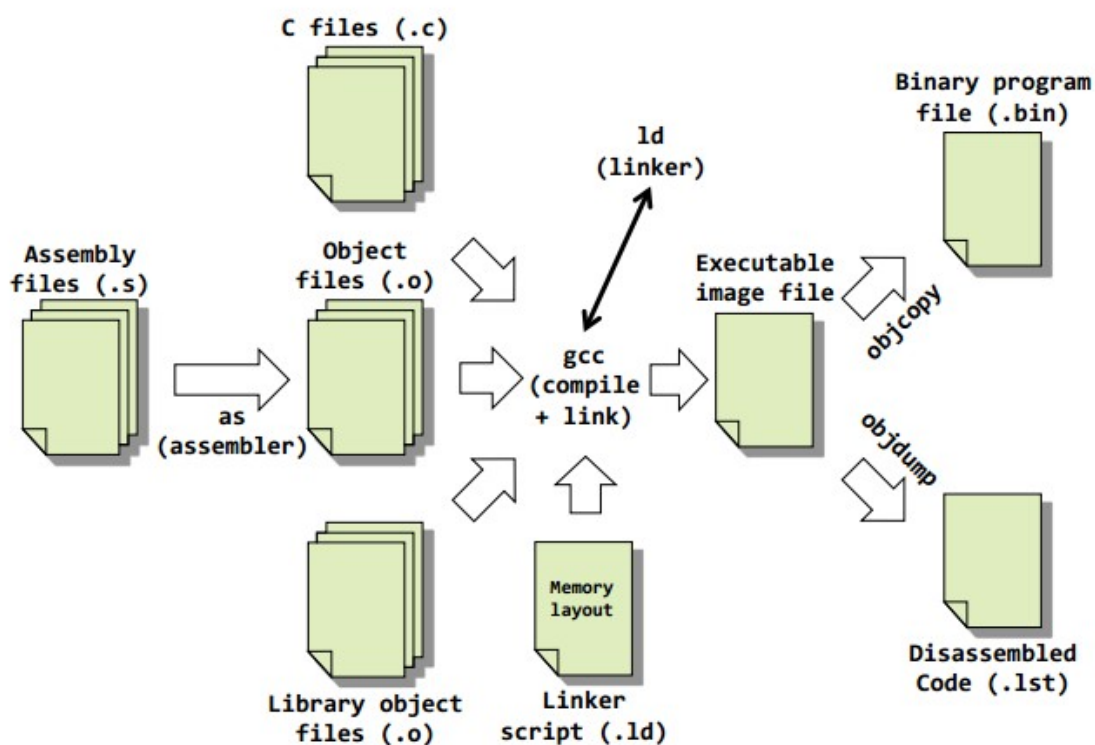 C files (.c)
Binary program
file (.bin)
ld
(linker)
Assembly
files (.s)
Object
files (.o)
Executable
image file
objcopy
gcc
(compile
+ link)
as
(assembler)
objdump
Memory
layout
Library object
files (.o)
Linker
script (.ld)
Disassembled
Code (.lst)